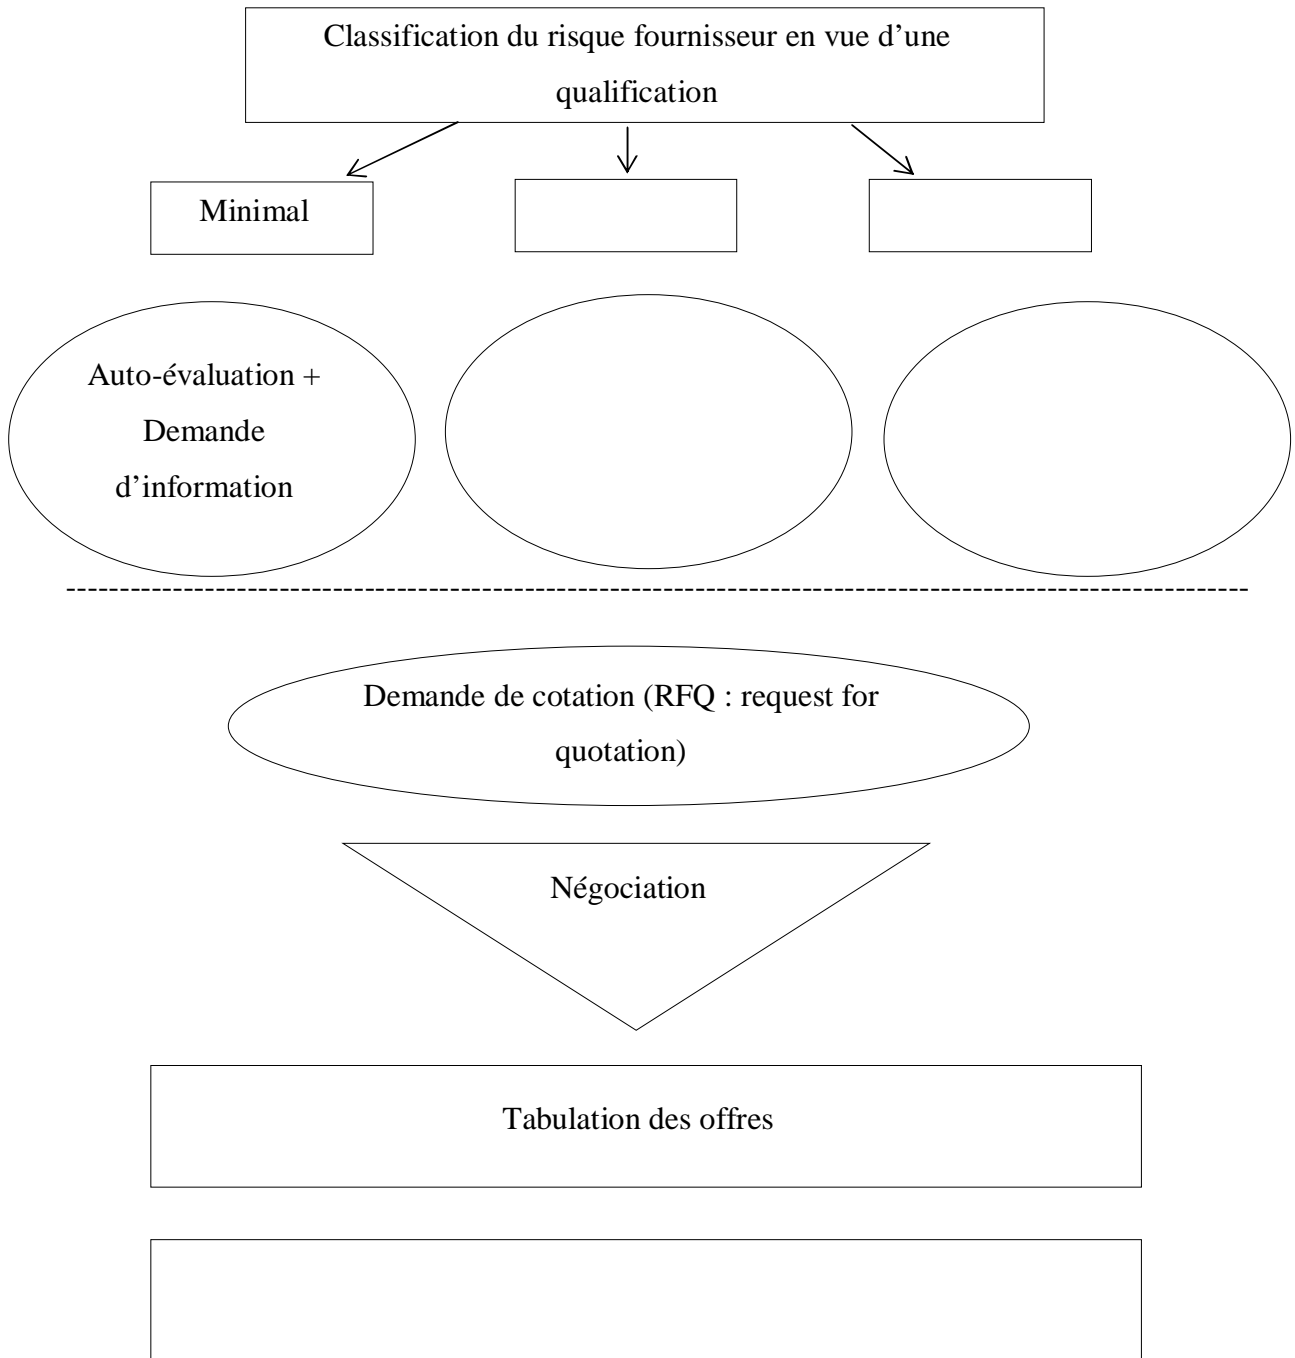 Classification du risque fournisseur en vue d’une
qualification
Minimal
Auto-évaluation +
Demande
d’information
Demande de cotation (RFQ : request for
quotation)
Négociation
Tabulation des offres